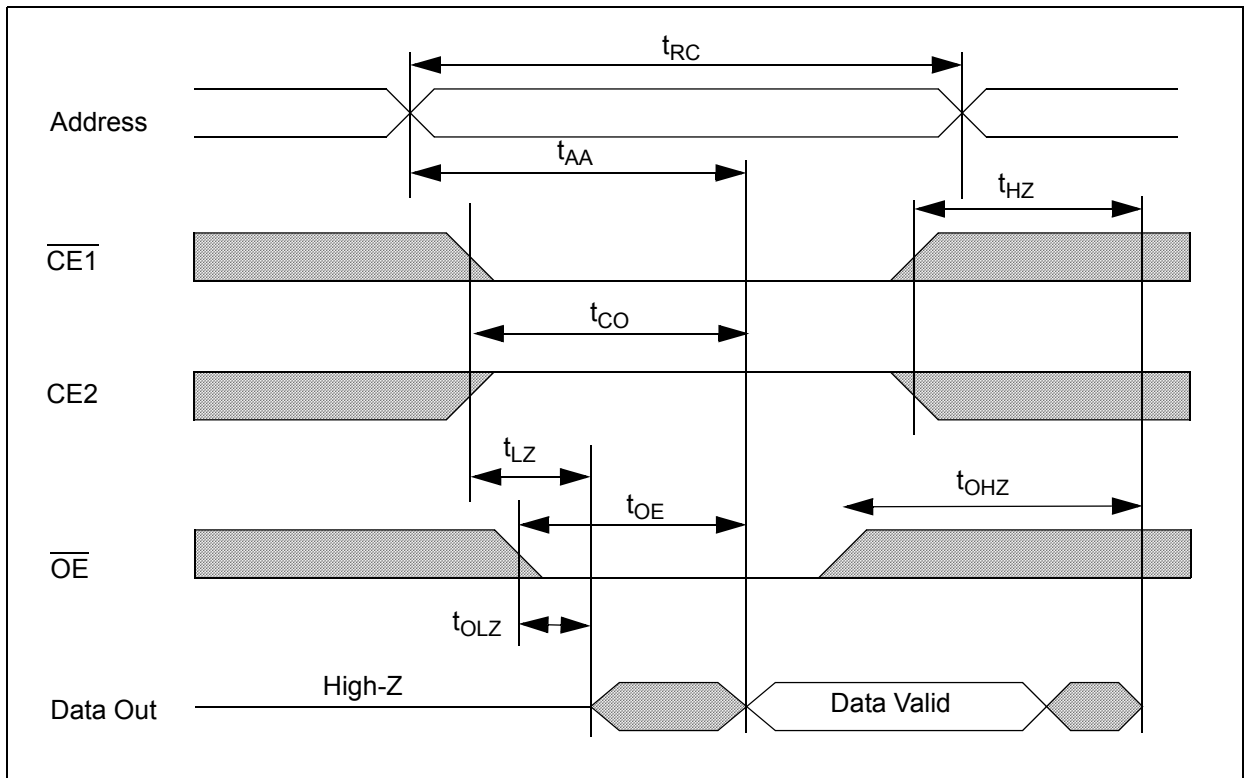 tRC
Address
tAA
tHZ
CE1
tCO
CE2
tLZ
tOHZ
tOE
OE
tOLZ
High-Z
Data Out
Data Valid